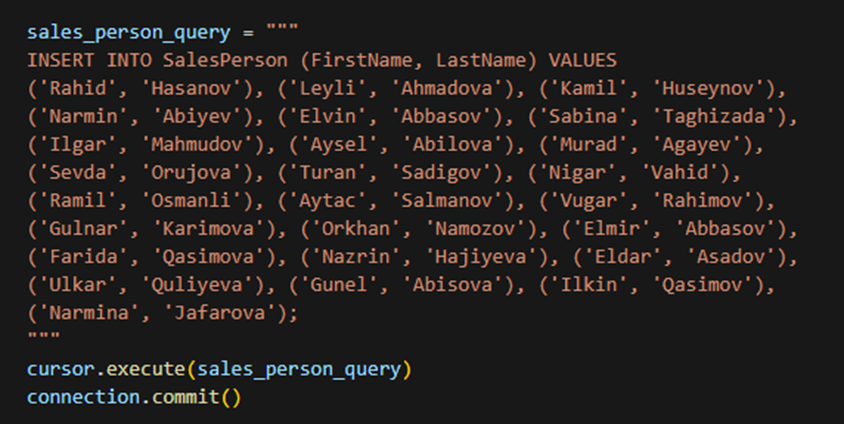 sales_person_query = """
INSERT INTO SalesPerson (FirstName, LastName) VALUES
('Rahid', 'Hasanov'), ('Leyli', 'Ahmadova'), ('Kamil', 'Huseynov'),
('Narmin', 'Abiyev'), ('Elvin', 'Abbasov'), ('Sabina', 'Taghizada'),
('Ilgar', 'Mahmudov'), ('Aysel', 'Abilova'), ('Murad', 'Agayev'),
('Sevda', 'Orujova'), ('Turan', 'Sadigov'), ('Nigar', 'Vahid'),
('Ramil', 'Osmanli'), ('Aytac', 'Salmanov'), ('Vugar', 'Rahimov'),
('Gulnar', 'Karimova'), ('Orkhan', 'Namozov'), ('Elmir', 'Abbasov'),
('Farida', 'Qasimova'), ('Nazrin', 'Hajiyeva'), ('Eldar', 'Asadov'),
('Ulkar', 'Quliyeva'), ('Gunel', 'Abisova'), ('Ilkin', 'Qasimov'),
('Narmina', 'Jafarova');
"""
cursor.execute(sales_person_query)
connection.commit()